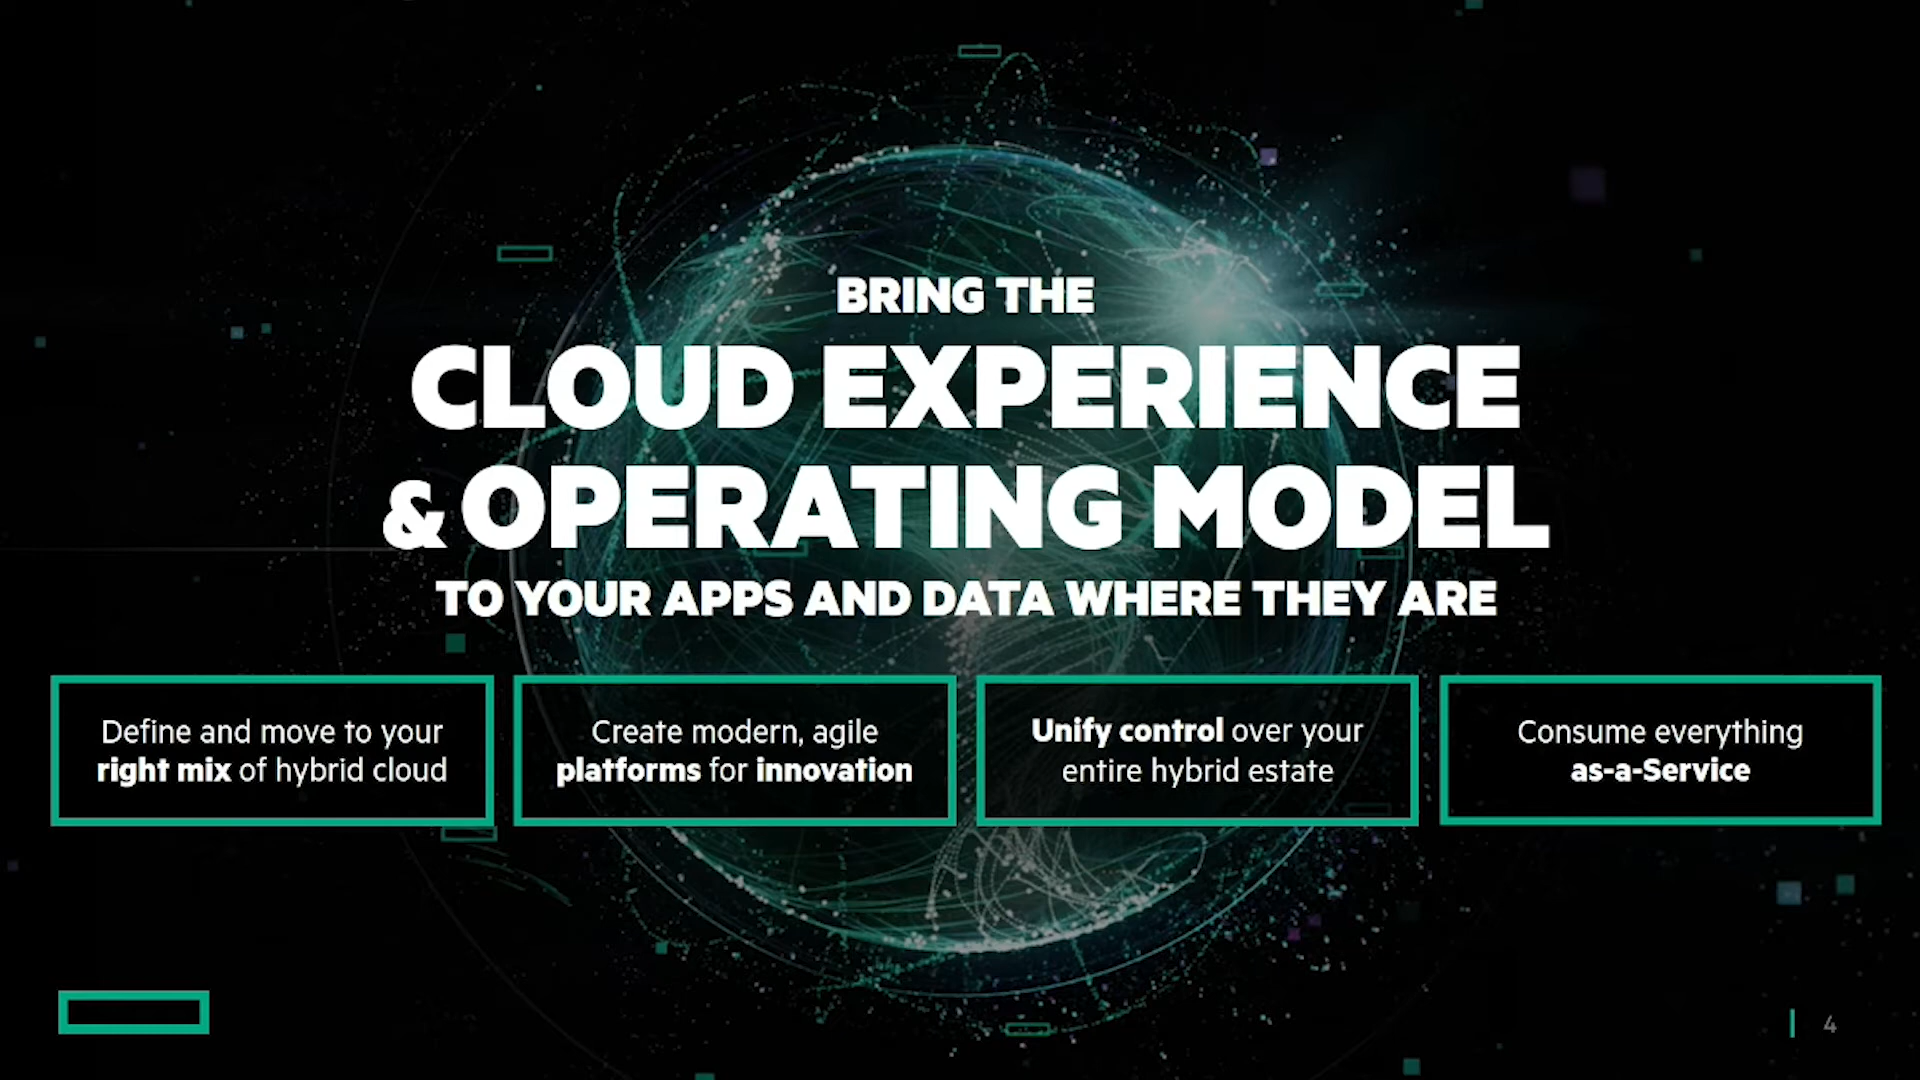 BRING THE
CLOUD EXPERIENCE
& OPERATING MODEL
TO YOUR APPS AND DATA WHERE THEY ARE
Define and move to your
right mix of hybrid cloud
Create modern, agile
platforms for innovation
Unify control over your
entire hybrid estate
Consume everything
as-a-Service
4